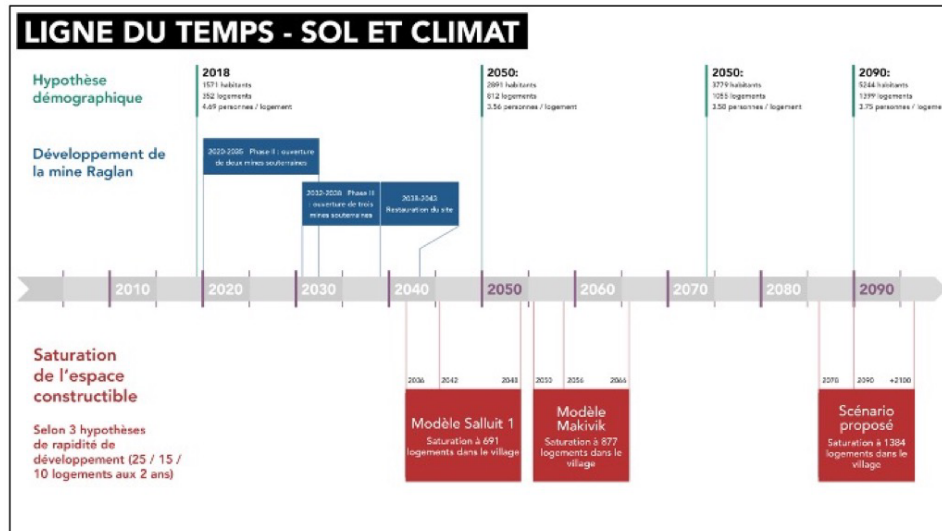 LIGNE DU TEMPS - SOL ET CLIMAT
Hypothèse
démographique
2018
1571 habitants
352 logements
4.69 personnes / logement
2050:
2891 habitants
812 logements
3.56 personnes / logement
2050:
3779 habitants
1055 logements
3.58 personnes / logement
2090:
5244 habitants
1399 logements
3.75 personnes / logeme
Développement de
la mine Raglan
2020-2035 Phase II : ouverture
de deux mines souterraines
2032-2038 Phase III
: ouverture de trois
mines souterraines
2038-2043
Restauration du site
2010
2020
2030
2040
2050
2060
2070
2080
2090
Saturation
de l'espace
constructible
Selon 3 hypothèses
de rapidité de
développement (25 / 15 /
10 logements aux 2 ans)
2036 2042 2048
Modèle Salluit 1
Saturation à 691
logements dans le village
2050 2056 2066
Modèle
Makivik
Saturation à 877
logements dans le
village
2070 2090 +2100
Scénario
proposé
Saturation à 1384
logements dans le
village